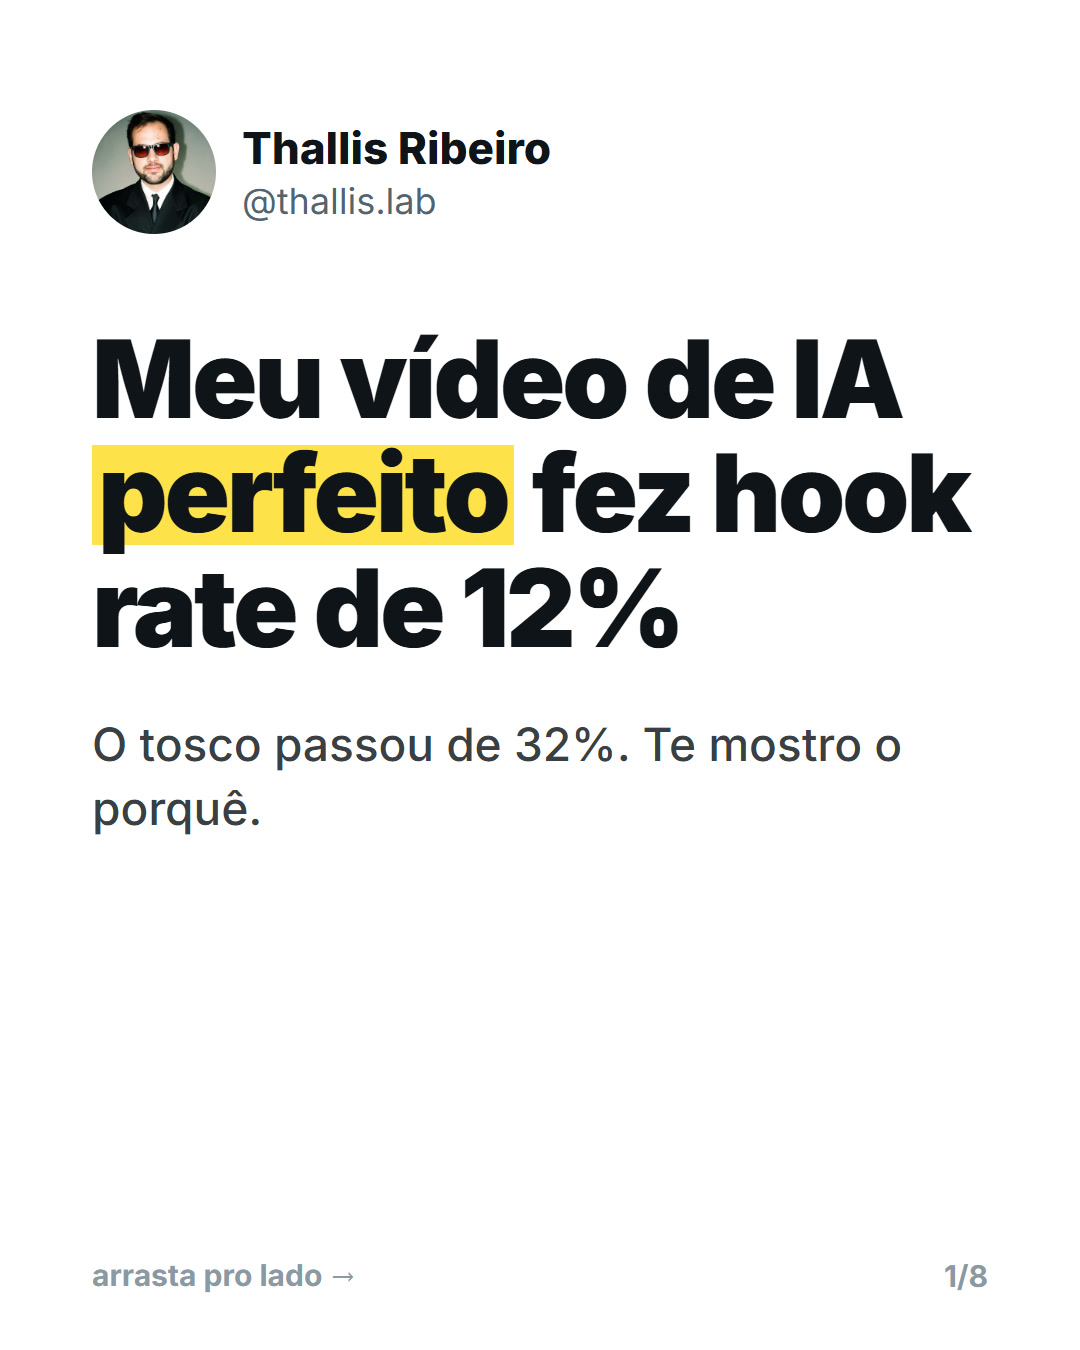 Thallis Ribeiro
@thallis.lab
Meu vídeo de IA
perfeito fez hook
rate de 12%
O tosco passou de 32%. Te mostro o
porquê.
arrasta pro lado →
1/8